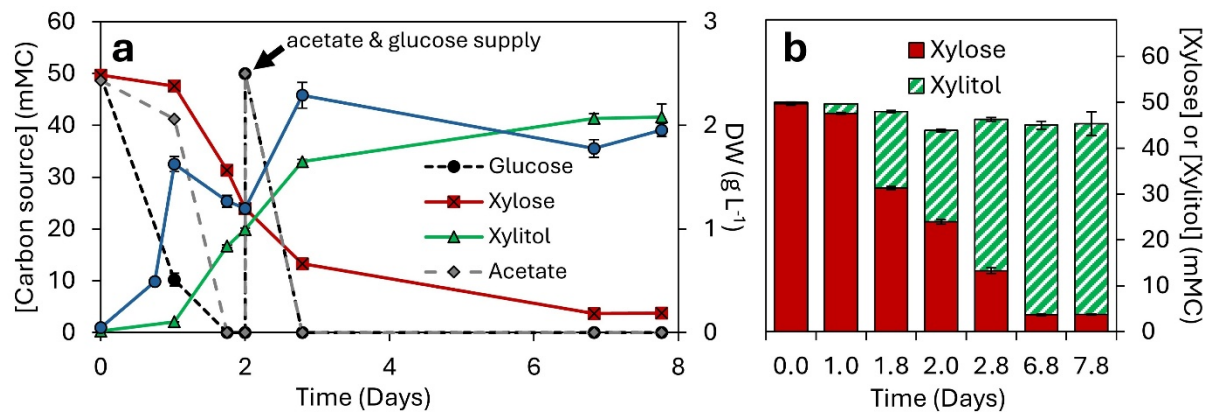 a
acetate & glucose supply
[Carbon source] (mMC)
60
50
40
30
20
10
0
0
2
4
6
8
Time (Days)
3
2
1
0
DW (g L-1)
Glucose
Xylose
Xylitol
Acetate
b
Xylose
Xylitol
60
50
40
30
20
10
0
[Xylose] or [Xylitol] (mMC)
0.0 1.0 1.8 2.0 2.8 6.8 7.8
Time (Days)